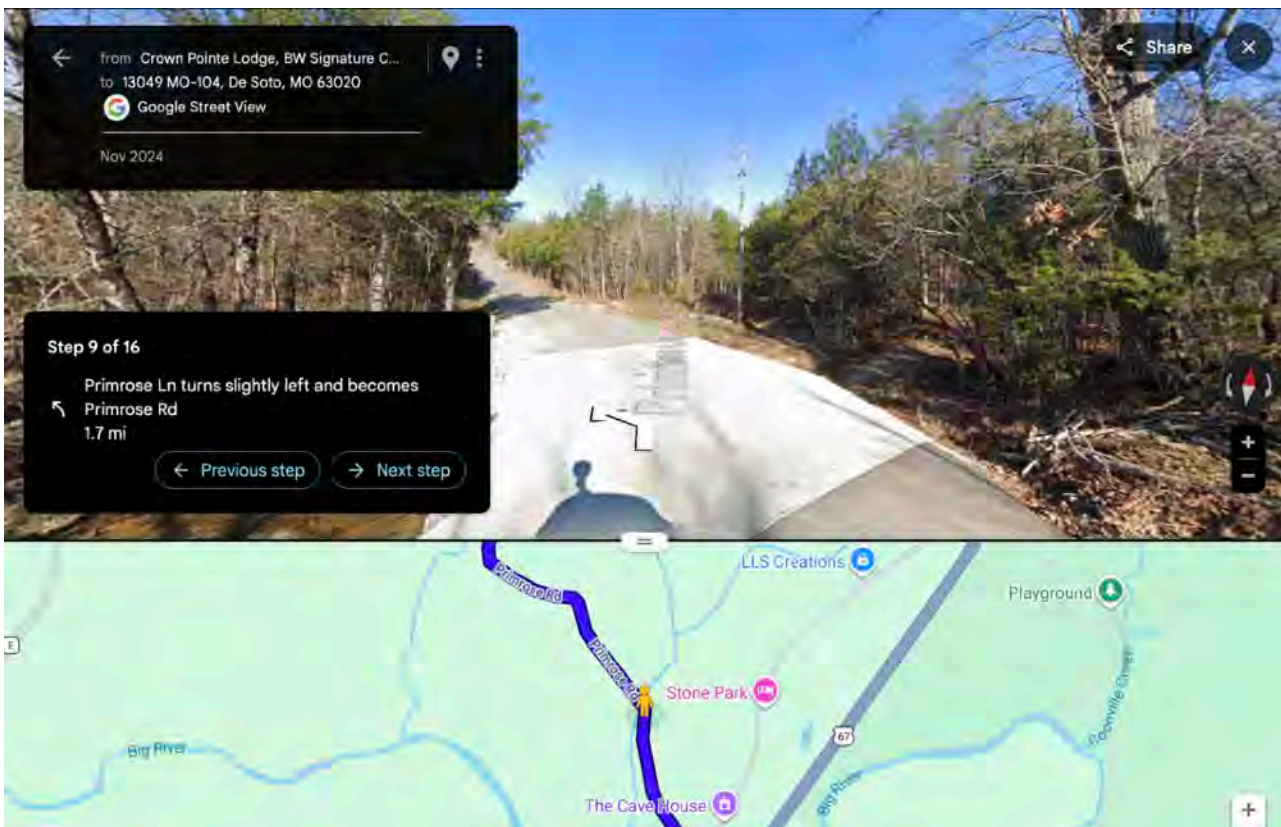 from Crown Pointe Lodge, BW Signature C...
to 13049 MO-104, De Soto, MO 63020
Google Street View
Nov 2024
Share
Step 9 of 16
Primrose Ln turns slightly left and becomes
Primrose Rd
1.7 mi
Previous step
Next step
LLS Creations
Playground
Primrose Rd
E
Primrose Rd
Stone Park
67
Big River
Boonville Creek
The Cave House
Big River